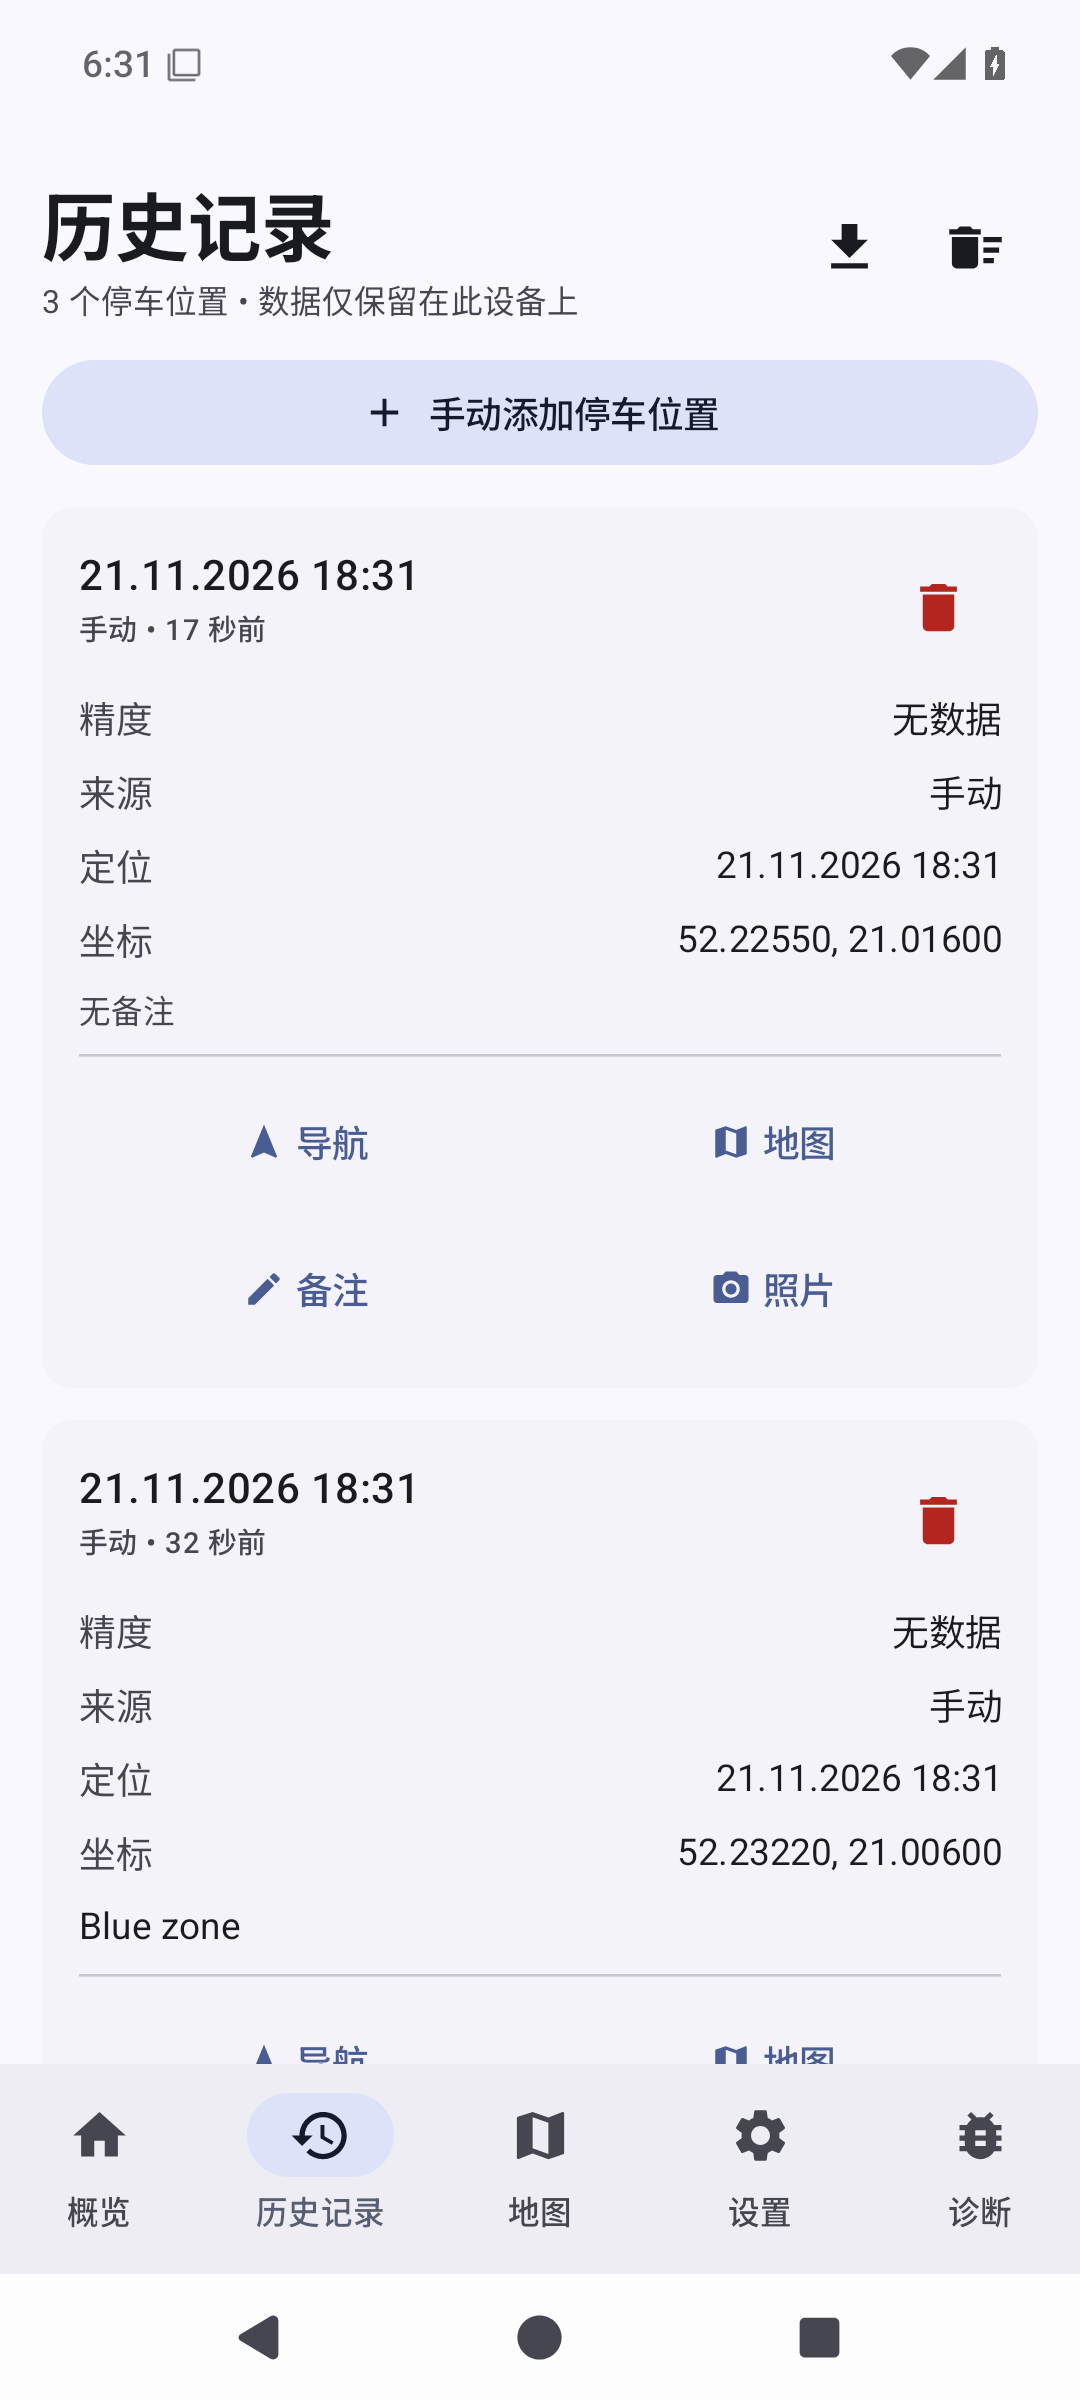 6:31
历史记录
3 个停车位置 • 数据仅保留在此设备上
手动添加停车位置
21.11.2026 18:31
手动 • 17 秒前
精度 无数据
来源 手动
定位 21.11.2026 18:31
坐标 52.22550, 21.01600
无备注
导航 地图
备注 照片
21.11.2026 18:31
手动 • 32 秒前
精度 无数据
来源 手动
定位 21.11.2026 18:31
坐标 52.23220, 21.00600
Blue zone
导航 地图
概览 历史记录 地图 设置 诊断